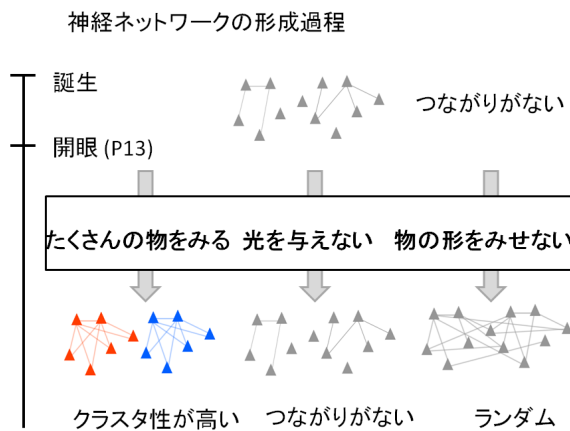 神経ネットワークの形成過程
誕生
つながりがない
開眼 (P13)
たくさんの物をみる 光を与えない 物の形をみせない
クラスタ性が高い つながりがない ランダム